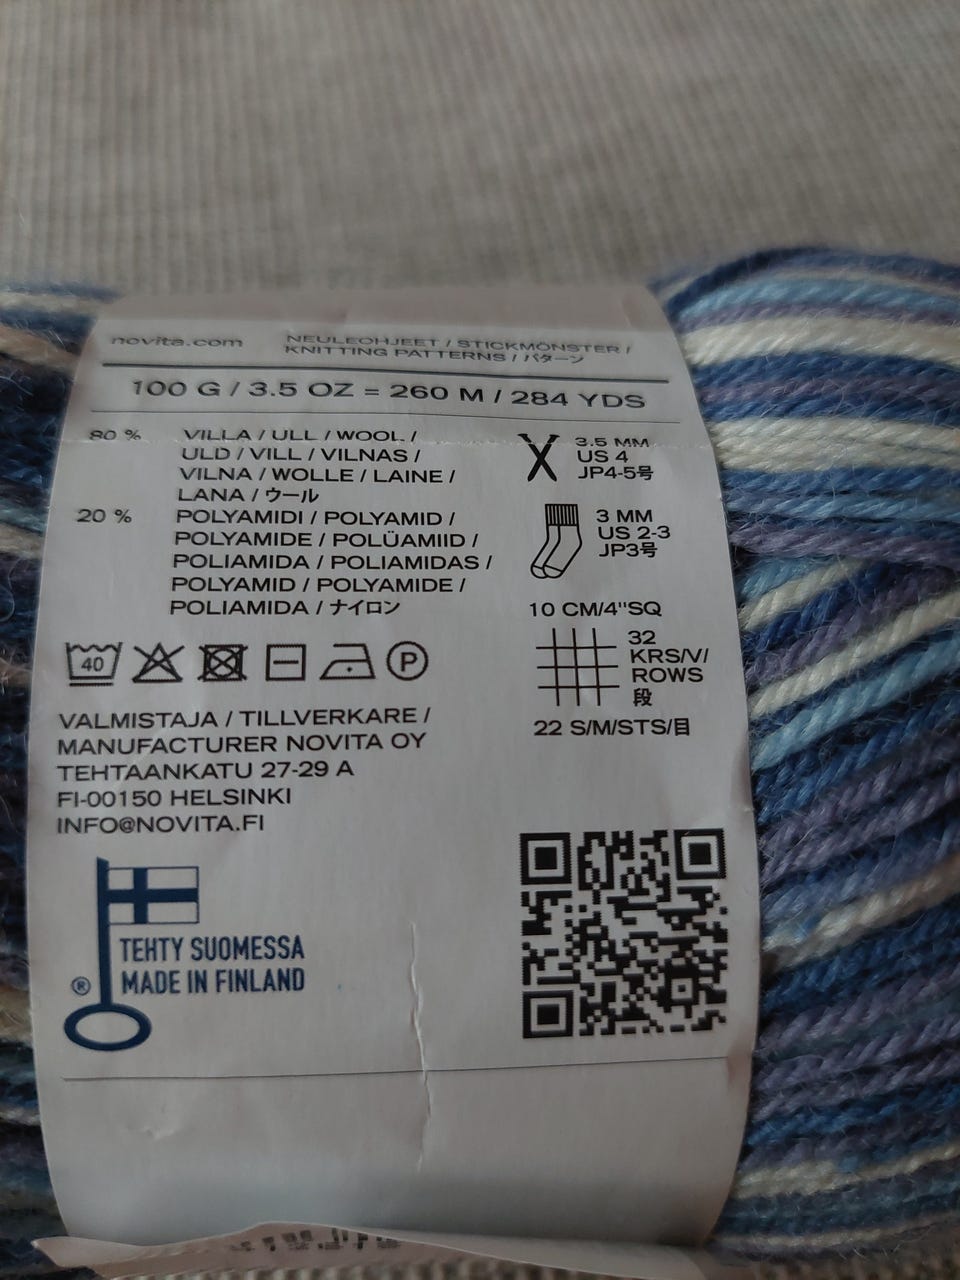 novita.com
NEULEOHJEET / STICKMÖNSTER /
KNITTING PATTERNS / パターン
100 G / 3.5 OZ = 260 M / 284 YDS
80 % VILLA / ULL / WOOL /
ULD / VILL / VILNAS /
VILNA / WOLLE / LAINE /
LANA / ウール
20 % POLYAMIDI / POLYAMID /
POLYAMIDE / POLÜAMIID /
POLIAMIDA / POLIAMIDAS /
POLYAMID / POLYAMIDE /
POLIAMIDA / ナイロン
3.5 MM
US 4
JP4-5号
3 MM
US 2-3
JP3号
10 CM/4"SQ
32
KRS/V/
ROWS
段
22 S/M/STS/目
40
P
VALMISTAJA / TILLVERKARE /
MANUFACTURER NOVITA OY
TEHTAANKATU 27-29 A
FI-00150 HELSINKI
INFO@NOVITA.FI
TEHTY SUOMESSA
® MADE IN FINLAND